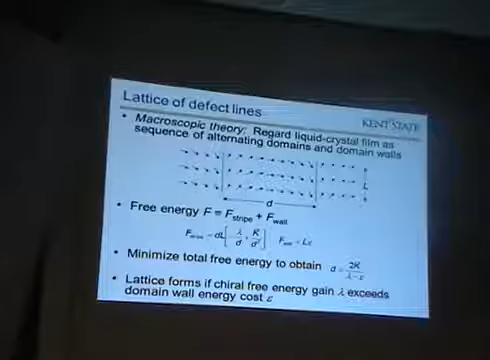 Lattice of defect lines
KENT STATE
• Macroscopic theory: Regard liquid-crystal film as
sequence of alternating domains and domain walls
L
d
• Free energy F = Fstripe + Fwall
• Minimize total free energy to obtain d = 2K / λ - ε
• Lattice forms if chiral free energy gain λ exceeds
domain wall energy cost ε